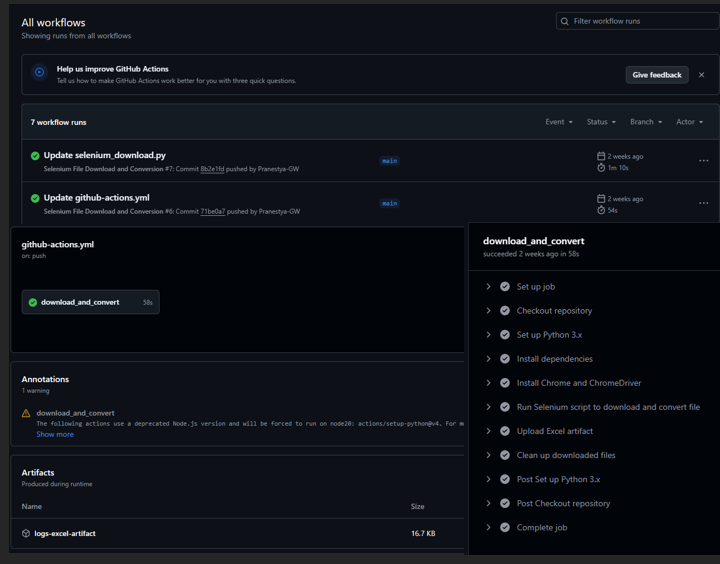 All workflows
Showing runs from all workflows
Filter workflow runs
Help us improve GitHub Actions
Tell us how to make GitHub Actions work better for you with three quick questions.
Give feedback
7 workflow runs
Event
Status
Branch
Actor
Update selenium_download.py
Selenium File Download and Conversion #7: Commit 8b2e1fd pushed by Pranestya-GW
main
2 weeks ago
1m 10s
Update github-actions.yml
Selenium File Download and Conversion #6: Commit 71be0a7 pushed by Pranestya-GW
main
2 weeks ago
54s
github-actions.yml
on: push
download_and_convert 58s
Annotations
1 warning
download_and_convert
The following actions use a deprecated Node.js version and will be forced to run on node20: actions/setup-python@v4. For m
Show more
Artifacts
Produced during runtime
Name Size
logs-excel-artifact 16.7 KB
download_and_convert
succeeded 2 weeks ago in 58s
Set up job
Checkout repository
Set up Python 3.x
Install dependencies
Install Chrome and ChromeDriver
Run Selenium script to download and convert file
Upload Excel artifact
Clean up downloaded files
Post Set up Python 3.x
Post Checkout repository
Complete job